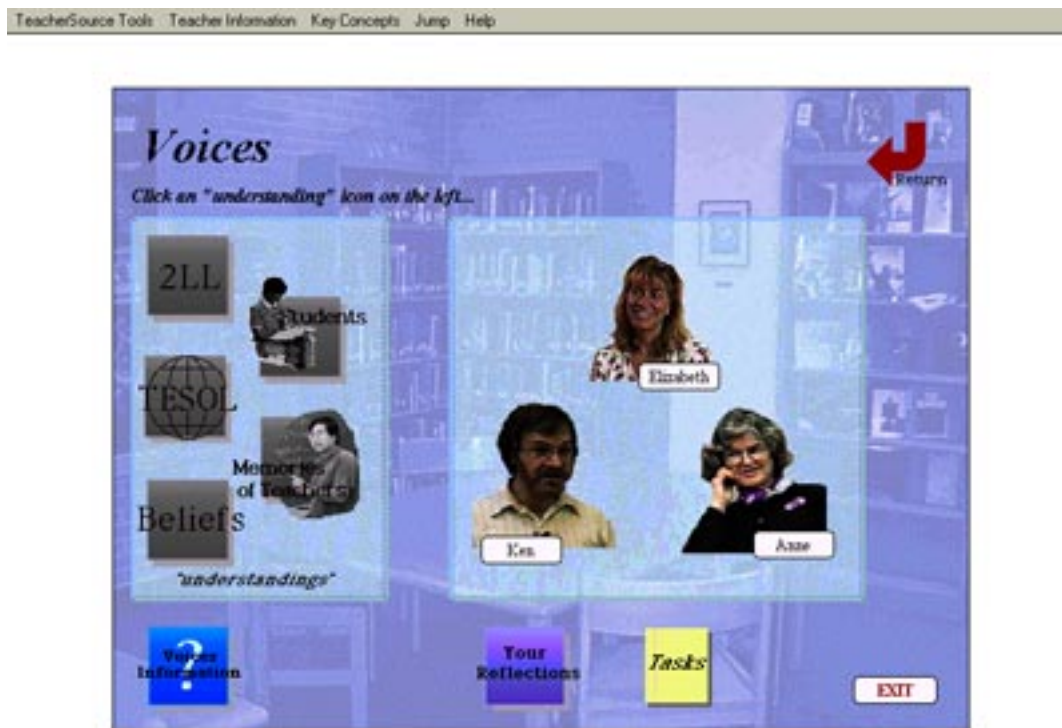 TeacherSource Tools Teacher Information Key Concepts Jump Help
Voices
Return
Click an "understanding" icon on the left...
2LL
Students
TESOL
Memories
of Teachers
Beliefs
"understandings"
Elizabeth
Ken
Anne
?
Voices
Information
Your
Reflections
Tasks
EXIT